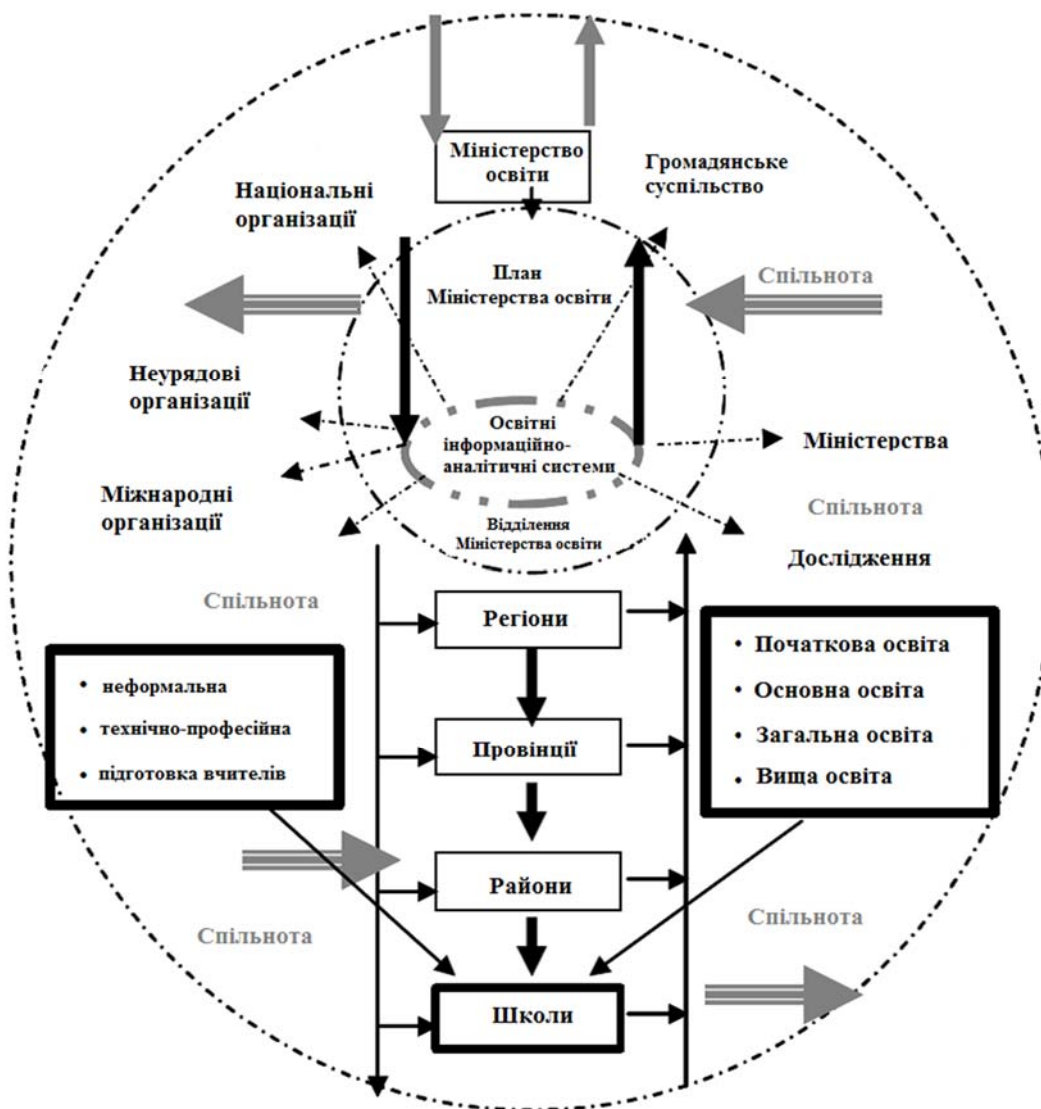 Міністерство
освіти
Громадянське
суспільство
Національні
організації
План
Міністерства освіти
Спільнота
Неурядові
організації
Освітні
інформаційно-
аналітичні системи
Міністерства
Міжнародні
організації
Спільнота
Відділення
Міністерства освіти
Дослідження
Спільнота
Регіони
• Початкова освіта
• Основна освіта
• Загальна освіта
• Вища освіта
• неформальна
• технічно-професійна
• підготовка вчителів
Провінції
Райони
Спільнота
Спільнота
Школи